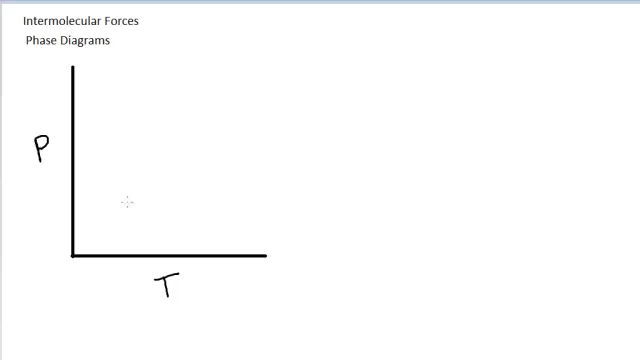 Intermolecular Forces
Phase Diagrams
P
T